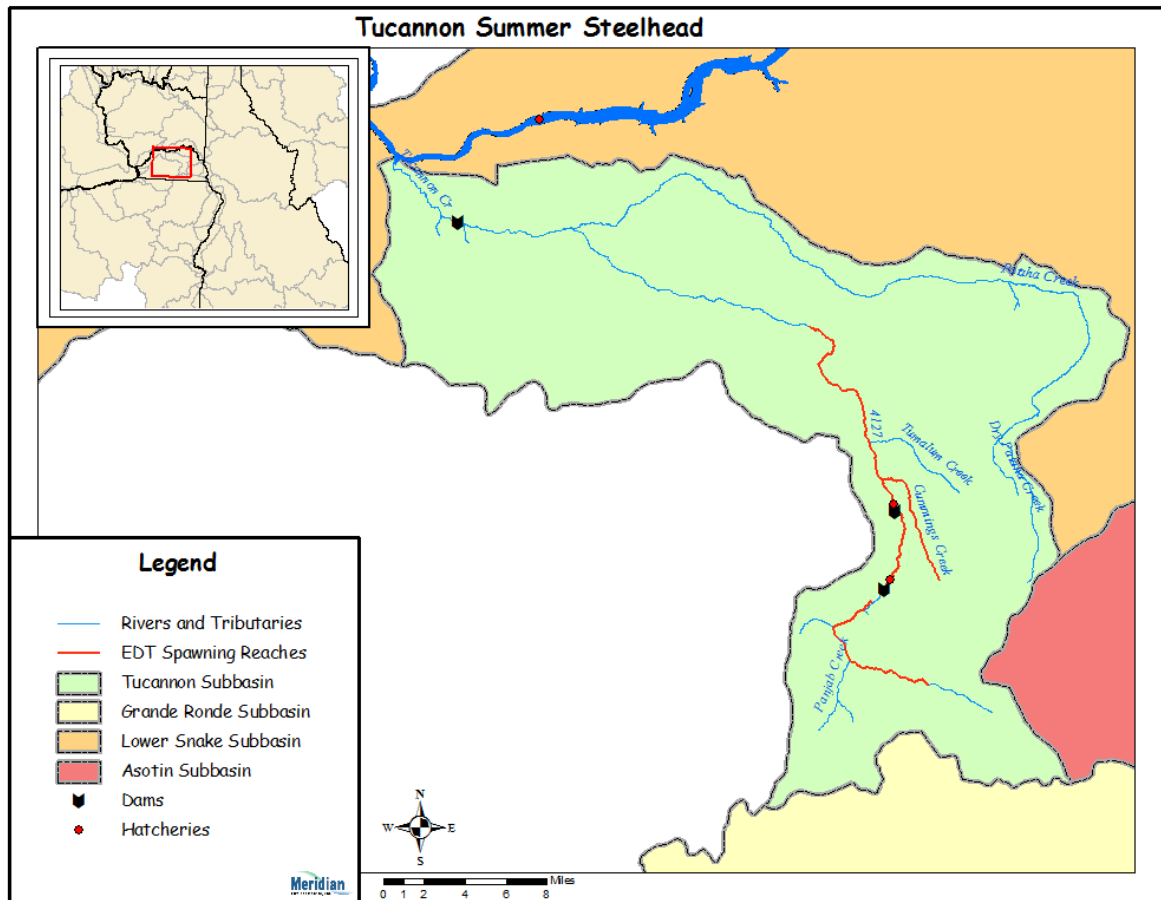 Tucannon Summer Steelhead
Tucannon Cr
Pataha Creek
4127
Tumalum Creek
Dry Pataha Creek
Cummings Creek
Panjab Creek
Legend
Rivers and Tributaries
EDT Spawning Reaches
Tucannon Subbasin
Grande Ronde Subbasin
Lower Snake Subbasin
Asotin Subbasin
Dams
Hatcheries
N
W E
S
Meridian
Miles
0 1 2 4 6 8